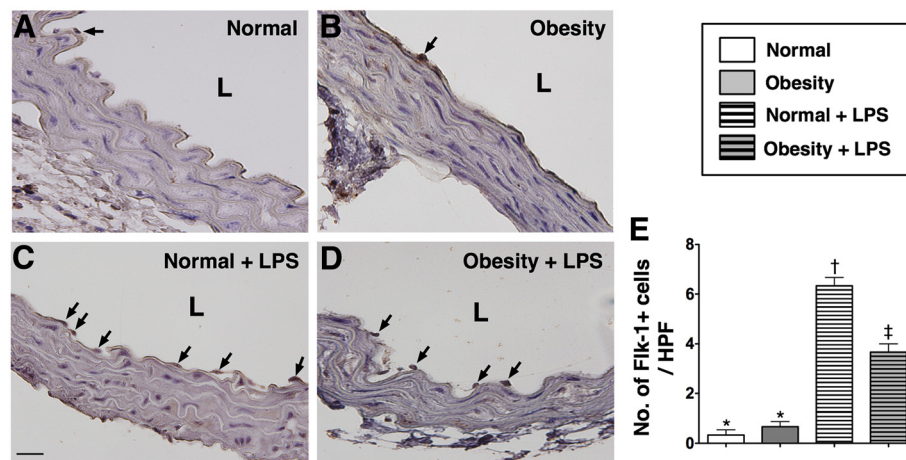 A
Normal
L
B
Obesity
L
C
Normal + LPS
L
D
Obesity + LPS
L
Normal
Obesity
Normal + LPS
Obesity + LPS
E
No. of Flk-1+ cells
/ HPF
8
6
4
2
0
*
*
†
‡